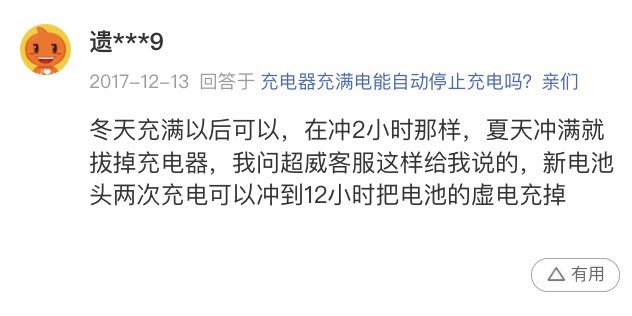 遗***9
2017-12-13 回答于 充电器充满电能自动停止充电吗？亲们
冬天充满以后可以，在冲2小时那样，夏天冲满就
拔掉充电器，我问超威客服这样给我说的，新电池
头两次充电可以冲到12小时把电池的虚电充掉
有用